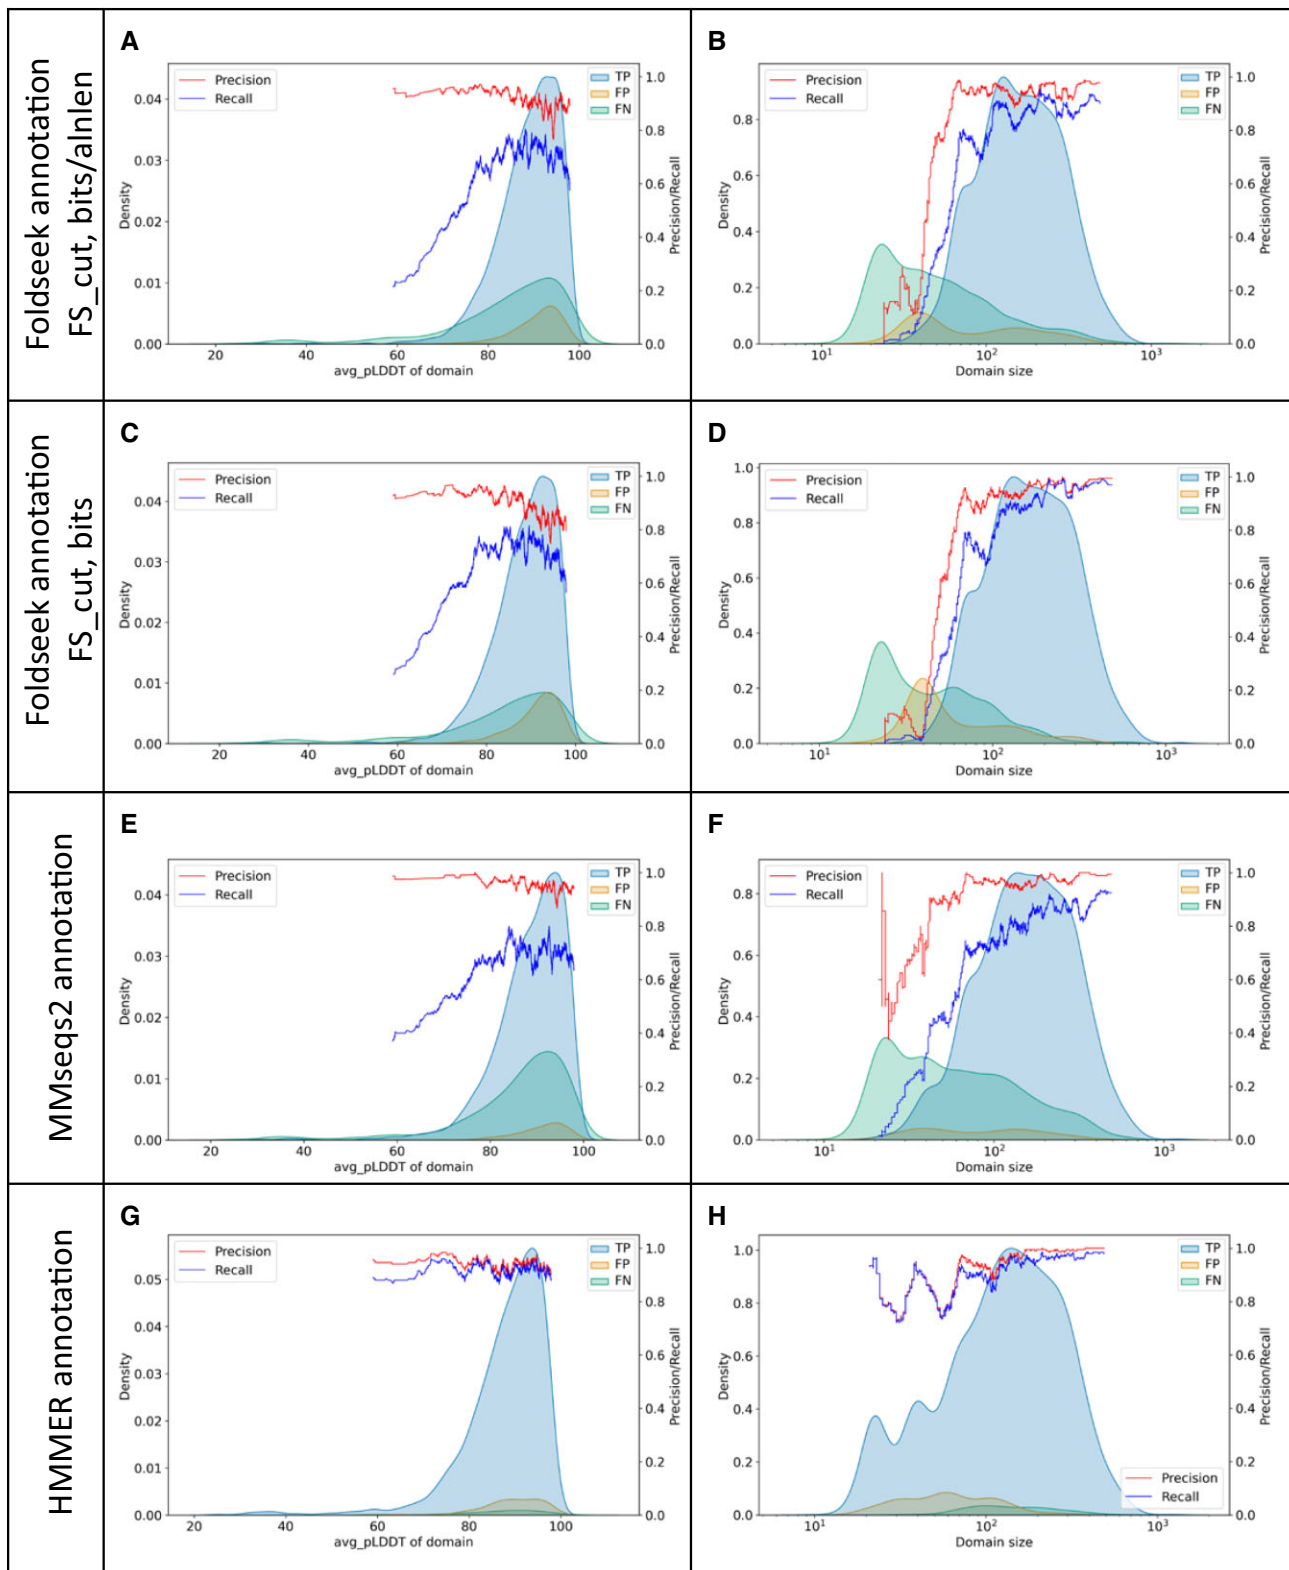 Foldseek annotation
FS_cut, bits/alnlen
A
Precision
Recall
TP
FP
FN
0.04
0.03
0.02
0.01
0.00
Density
1.0
0.8
0.6
0.4
0.2
0.0
Precision/Recall
20 40 60 80 100
avg_pLDDT of domain
B
Precision
Recall
TP
FP
FN
0.8
0.6
0.4
0.2
0.0
Density
1.0
0.8
0.6
0.4
0.2
0.0
Precision/Recall
10¹ 10² 10³
Domain size
Foldseek annotation
FS_cut, bits
C
Precision
Recall
TP
FP
FN
0.04
0.03
0.02
0.01
0.00
Density
1.0
0.8
0.6
0.4
0.2
0.0
Precision/Recall
20 40 60 80 100
avg_pLDDT of domain
D
Precision
Recall
TP
FP
FN
1.0
0.8
0.6
0.4
0.2
0.0
Density
1.0
0.8
0.6
0.4
0.2
0.0
Precision/Recall
10¹ 10² 10³
Domain size
MMseqs2 annotation
E
Precision
Recall
TP
FP
FN
0.04
0.03
0.02
0.01
0.00
Density
1.0
0.8
0.6
0.4
0.2
0.0
Precision/Recall
20 40 60 80 100
avg_pLDDT of domain
F
Precision
Recall
TP
FP
FN
0.8
0.6
0.4
0.2
0.0
Density
1.0
0.8
0.6
0.4
0.2
0.0
Precision/Recall
10¹ 10² 10³
Domain size
HMMER annotation
G
Precision
Recall
TP
FP
FN
0.05
0.04
0.03
0.02
0.01
0.00
Density
1.0
0.8
0.6
0.4
0.2
0.0
Precision/Recall
20 40 60 80 100
avg_pLDDT of domain
H
TP
FP
FN
1.0
0.8
0.6
0.4
0.2
0.0
Density
1.0
0.8
0.6
0.4
0.2
0.0
Precision/Recall
Precision
Recall
10¹ 10² 10³
Domain size